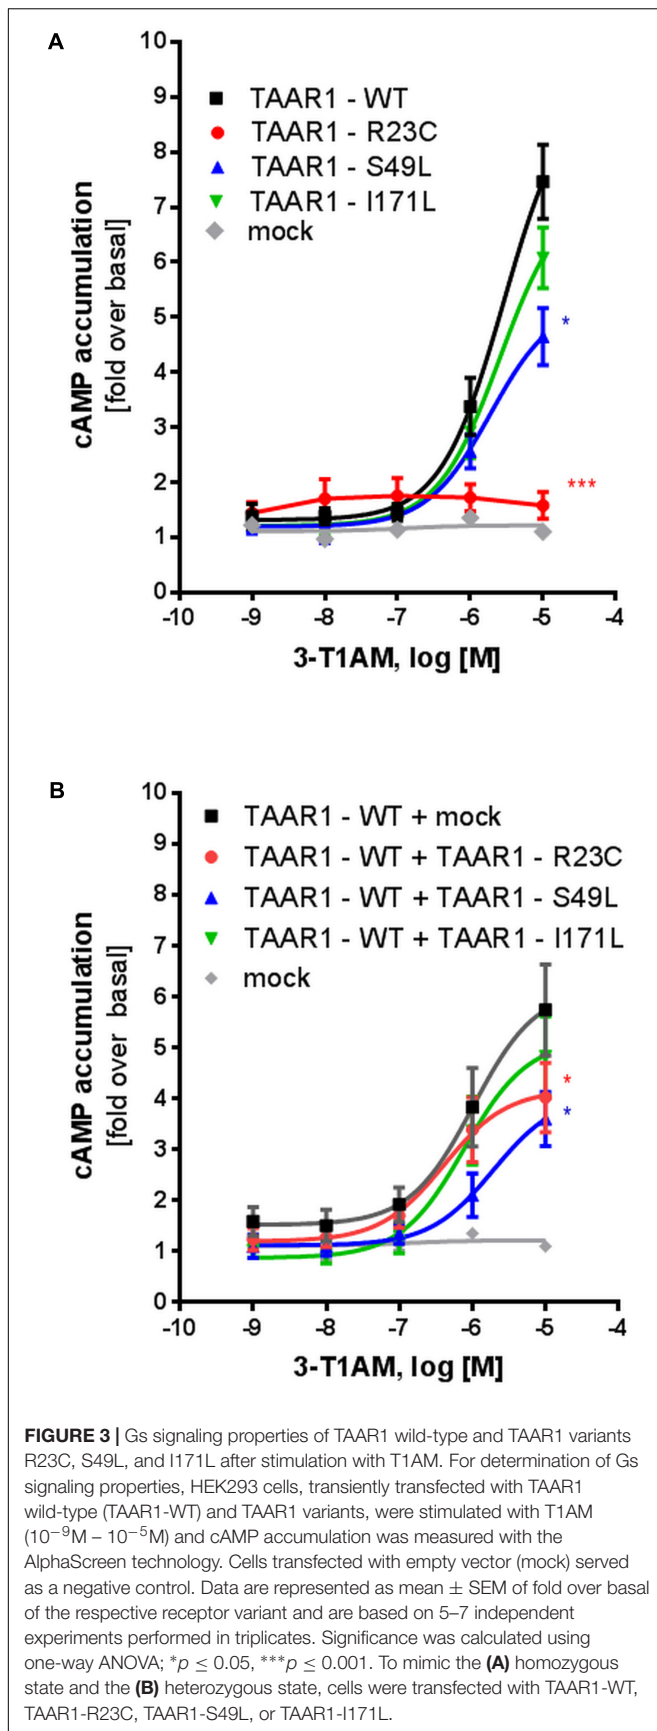 A
10
9
8
7
6
5
4
3
2
1
0
cAMP accumulation
[fold over basal]
TAAR1 - WT
TAAR1 - R23C
TAAR1 - S49L
TAAR1 - I171L
mock
*
***
-10 -9 -8 -7 -6 -5 -4
3-T1AM, log [M]
B
10
9
8
7
6
5
4
3
2
1
0
cAMP accumulation
[fold over basal]
TAAR1 - WT + mock
TAAR1 - WT + TAAR1 - R23C
TAAR1 - WT + TAAR1 - S49L
TAAR1 - WT + TAAR1 - I171L
mock
*
*
-10 -9 -8 -7 -6 -5 -4
3-T1AM, log [M]
FIGURE 3 | Gs signaling properties of TAAR1 wild-type and TAAR1 variants
R23C, S49L, and I171L after stimulation with T1AM. For determination of Gs
signaling properties, HEK293 cells, transiently transfected with TAAR1
wild-type (TAAR1-WT) and TAAR1 variants, were stimulated with T1AM
(10⁻⁹M – 10⁻⁵M) and cAMP accumulation was measured with the
AlphaScreen technology. Cells transfected with empty vector (mock) served
as a negative control. Data are represented as mean ± SEM of fold over basal
of the respective receptor variant and are based on 5–7 independent
experiments performed in triplicates. Significance was calculated using
one-way ANOVA; *p ≤ 0.05, ***p ≤ 0.001. To mimic the (A) homozygous
state and the (B) heterozygous state, cells were transfected with TAAR1-WT,
TAAR1-R23C, TAAR1-S49L, or TAAR1-I171L.